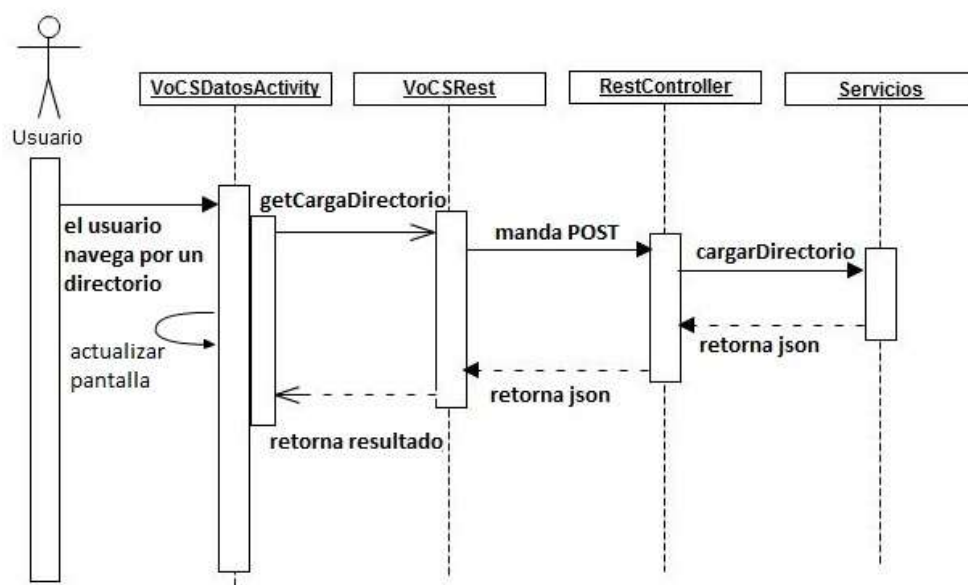 Usuario
VoCSDatosActivity
VoCSRest
RestController
Servicios
el usuario
navega por un
directorio
getCargaDirectorio
manda POST
cargarDirectorio
actualizar
pantalla
retorna json
retorna json
retorna resultado